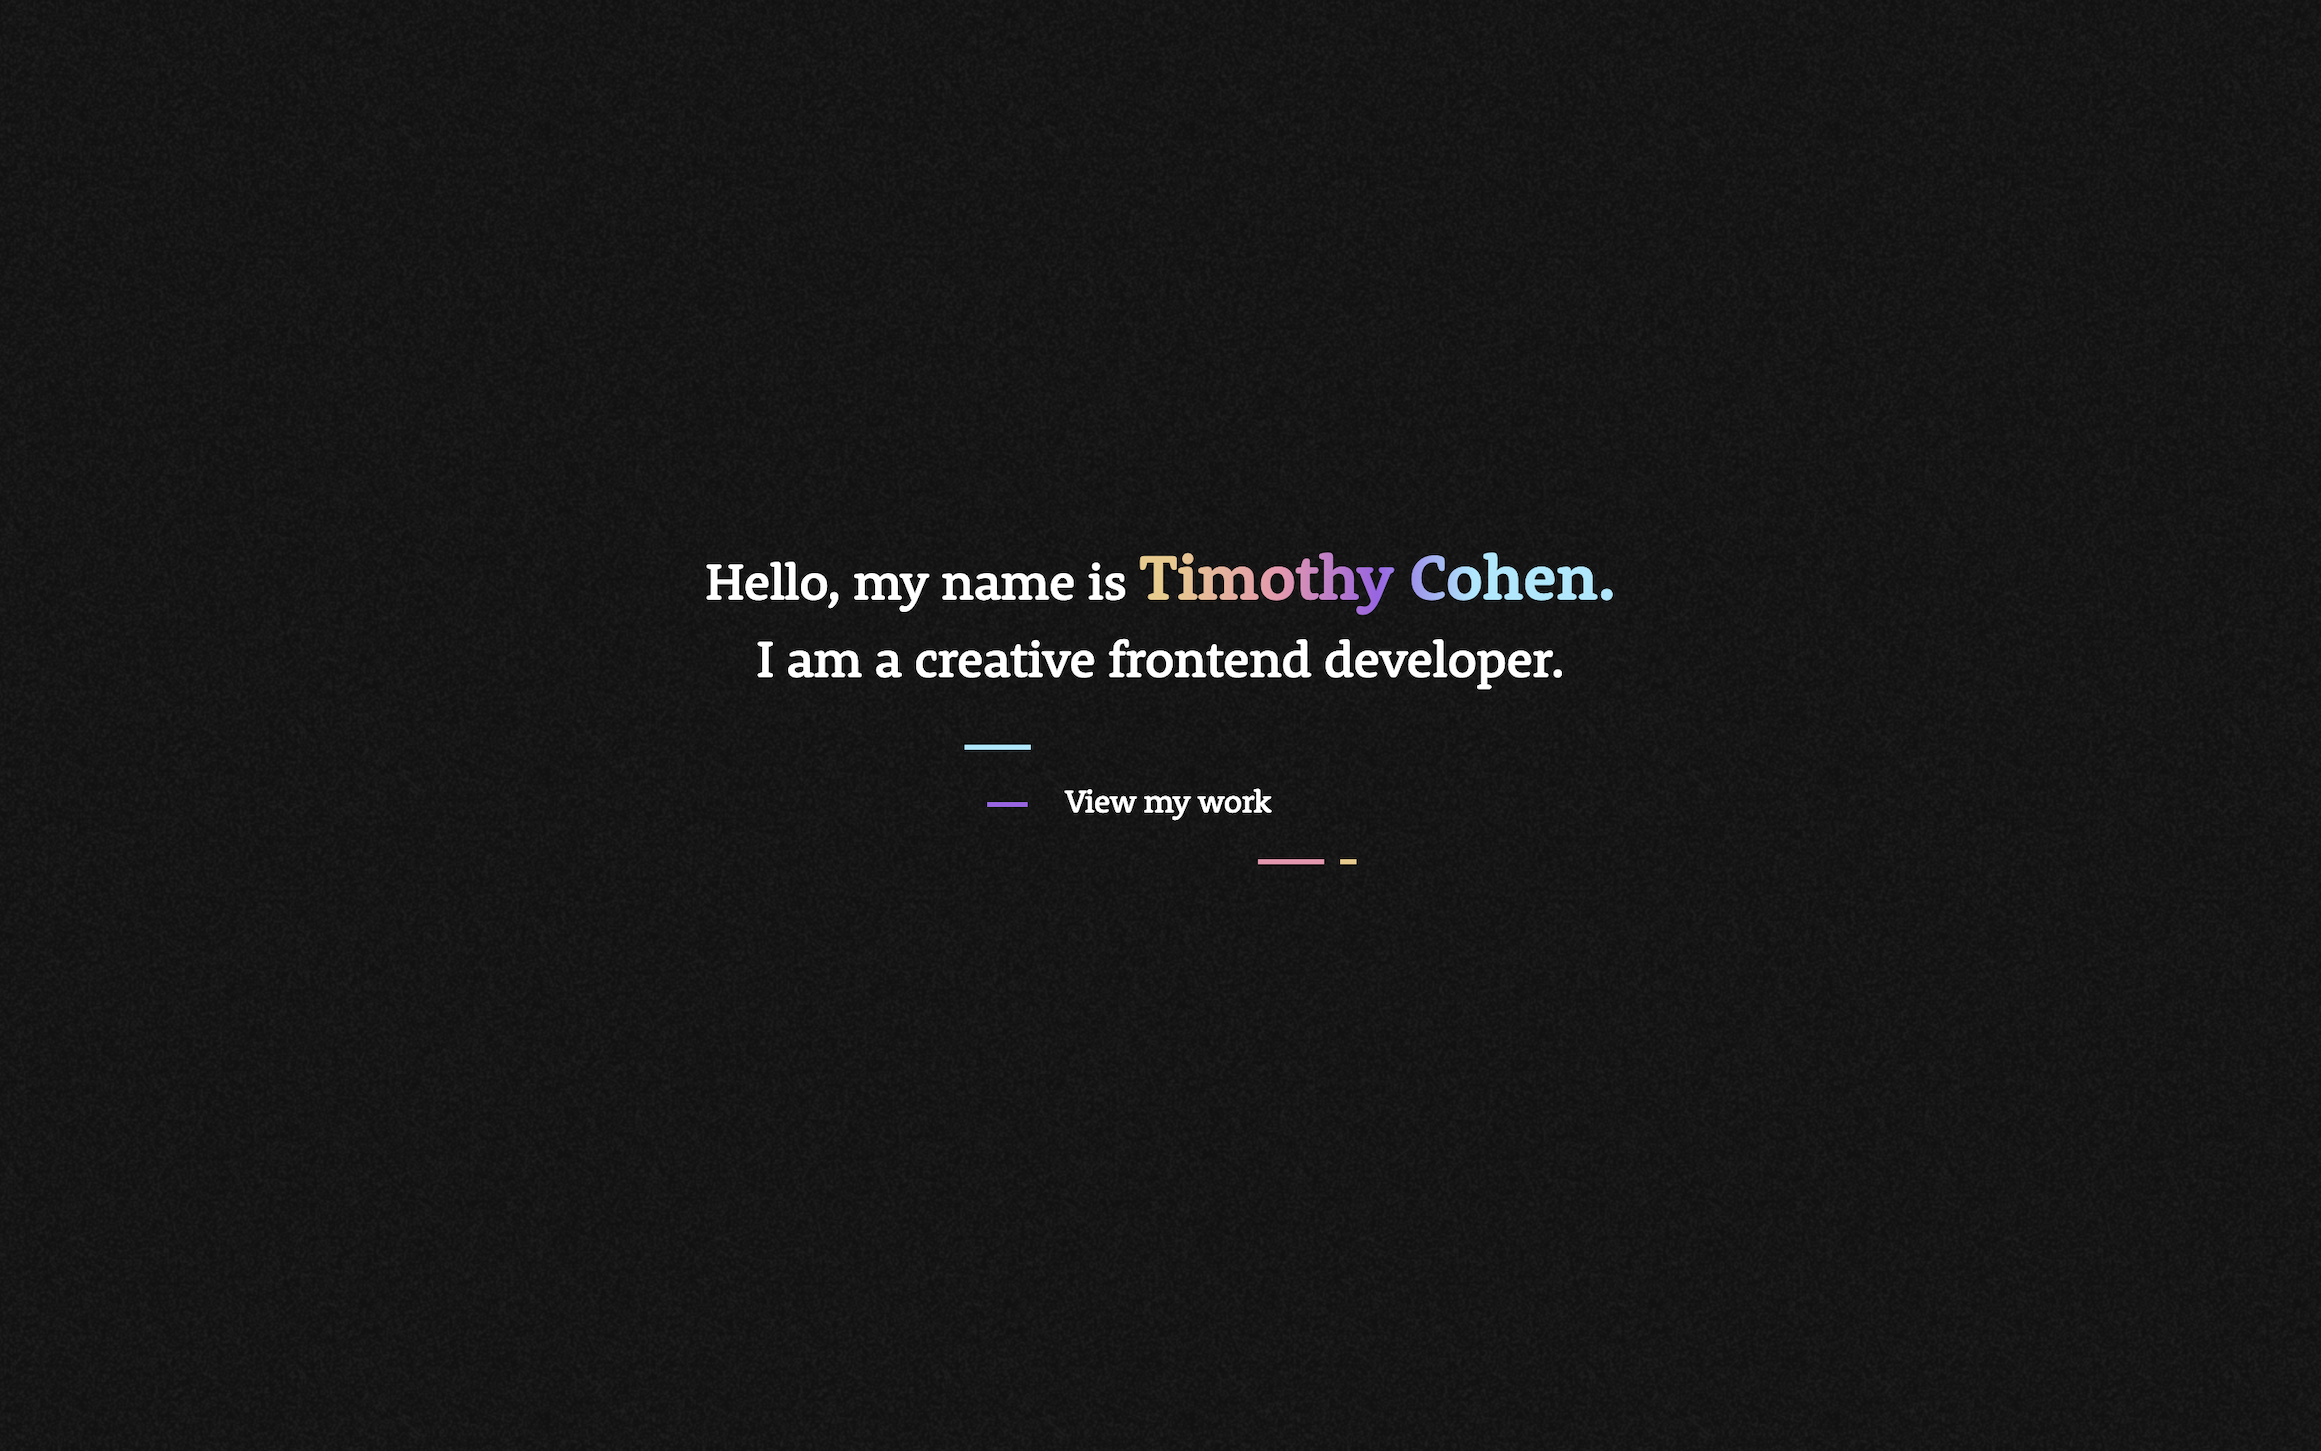 Hello, my name is Timothy Cohen.
I am a creative frontend developer.
View my work